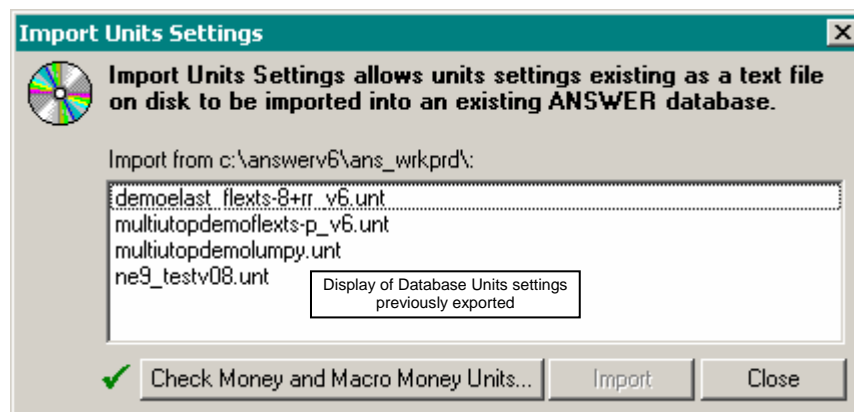 Import Units Settings
Import Units Settings allows units settings existing as a text file
on disk to be imported into an existing ANSWER database.
Import from c:\answerv6\ans_wrkprd\:
demoelast_flexts-8+rr_v6.unt
multiutopdemoflexts-p_v6.unt
multiutopdemolumpy.unt
ne9_testv08.unt
Display of Database Units settings
previously exported
Check Money and Macro Money Units...
Import
Close